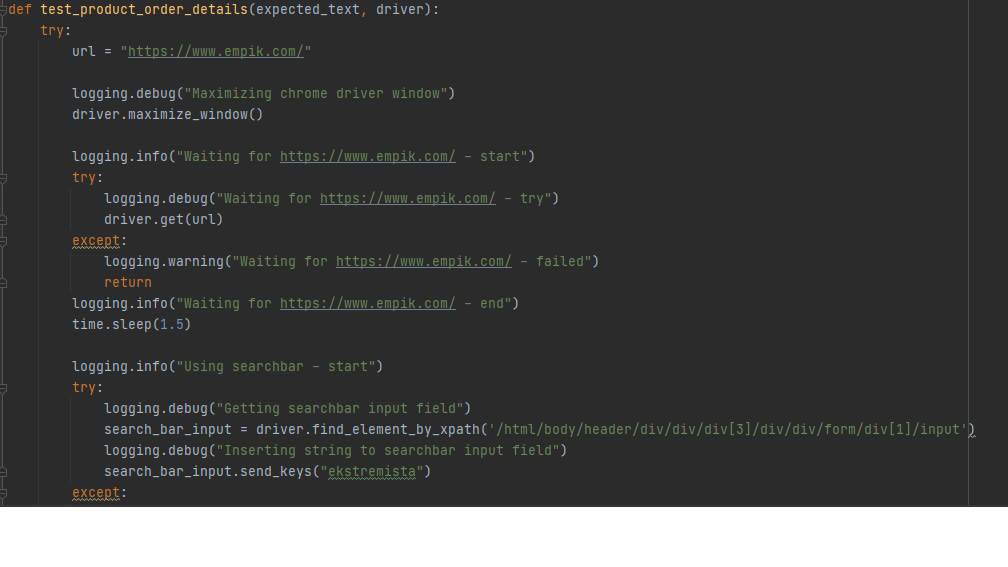 def test_product_order_details(expected_text, driver):
    try:
        url = "https://www.empik.com/"
        logging.debug("Maximizing chrome driver window")
        driver.maximize_window()
        logging.info("Waiting for https://www.empik.com/ - start")
        try:
            logging.debug("Waiting for https://www.empik.com/ - try")
            driver.get(url)
        except:
            logging.warning("Waiting for https://www.empik.com/ - failed")
            return
        logging.info("Waiting for https://www.empik.com/ - end")
        time.sleep(1.5)
        logging.info("Using searchbar - start")
        try:
            logging.debug("Getting searchbar input field")
            search_bar_input = driver.find_element_by_xpath('/html/body/header/div/div/div[3]/div/div/form/div[1]/input')
            logging.debug("Inserting string to searchbar input field")
            search_bar_input.send_keys("ekstremista")
        except: